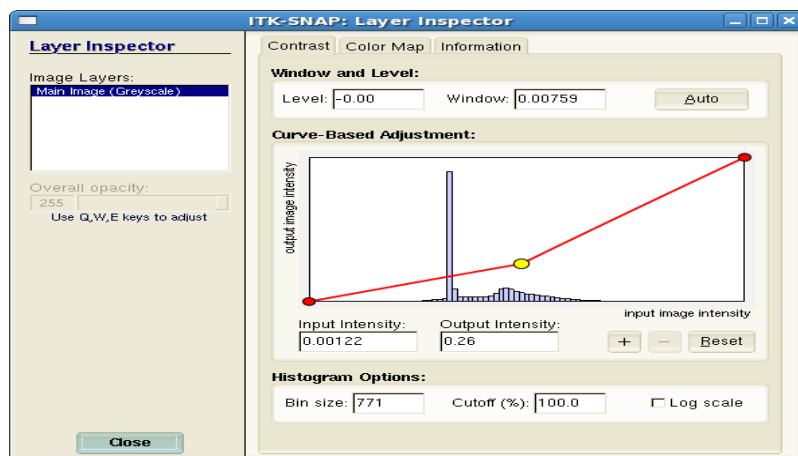 ITK-SNAP: Layer Inspector
Layer Inspector
Image Layers:
Main Image (Greyscale)
Overall opacity:
255
Use Q,W,E keys to adjust
Close
Contrast Color Map Information
Window and Level:
Level: -0.00 Window: 0.00759 Auto
Curve-Based Adjustment:
output image intensity
input image intensity
Input Intensity: Output Intensity:
0.00122 0.26 + − Reset
Histogram Options:
Bin size: 771 Cutoff (%): 100.0 Log scale